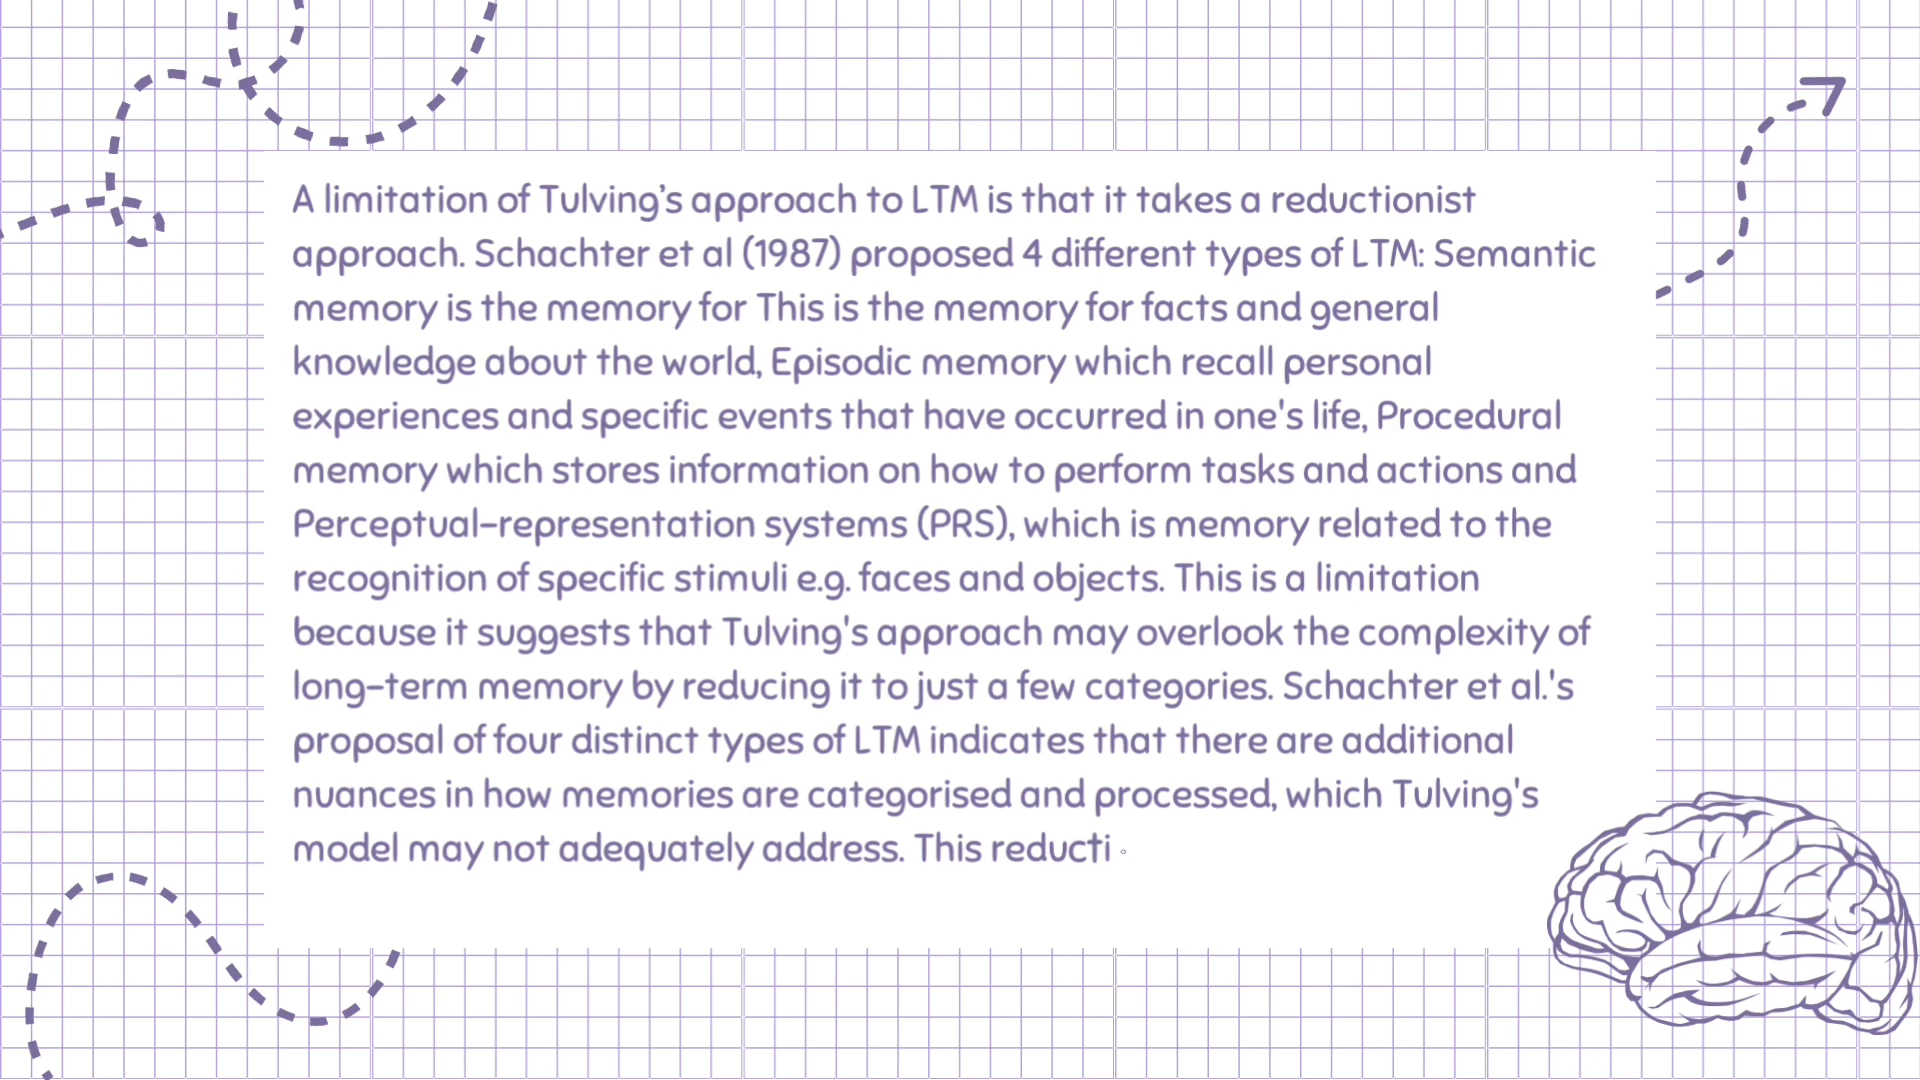 A limitation of Tulving’s approach to LTM is that it takes a reductionist
approach. Schachter et al (1987) proposed 4 different types of LTM: Semantic
memory is the memory for This is the memory for facts and general
knowledge about the world, Episodic memory which recall personal
experiences and specific events that have occurred in one's life, Procedural
memory which stores information on how to perform tasks and actions and
Perceptual-representation systems (PRS), which is memory related to the
recognition of specific stimuli e.g. faces and objects. This is a limitation
because it suggests that Tulving's approach may overlook the complexity of
long-term memory by reducing it to just a few categories. Schachter et al.'s
proposal of four distinct types of LTM indicates that there are additional
nuances in how memories are categorised and processed, which Tulving's
model may not adequately address. This reducti